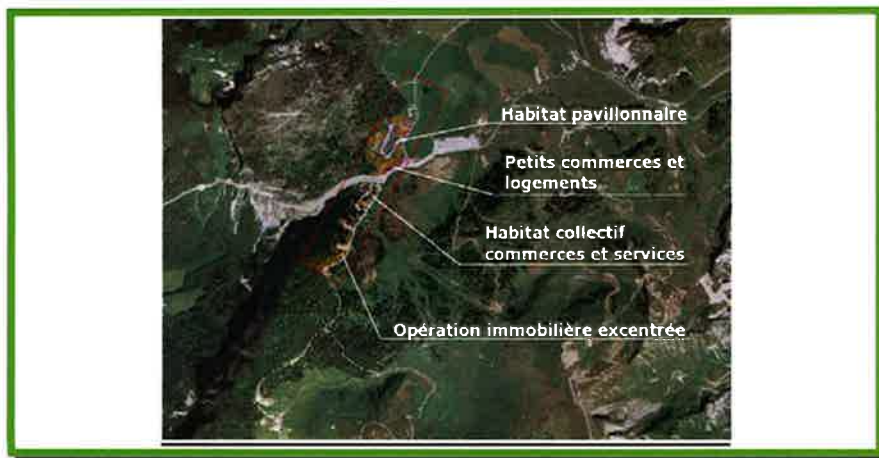 Habitat pavillonnaire
Petits commerces et
logements
Habitat collectif
commerces et services
Opération immobilière excentrée